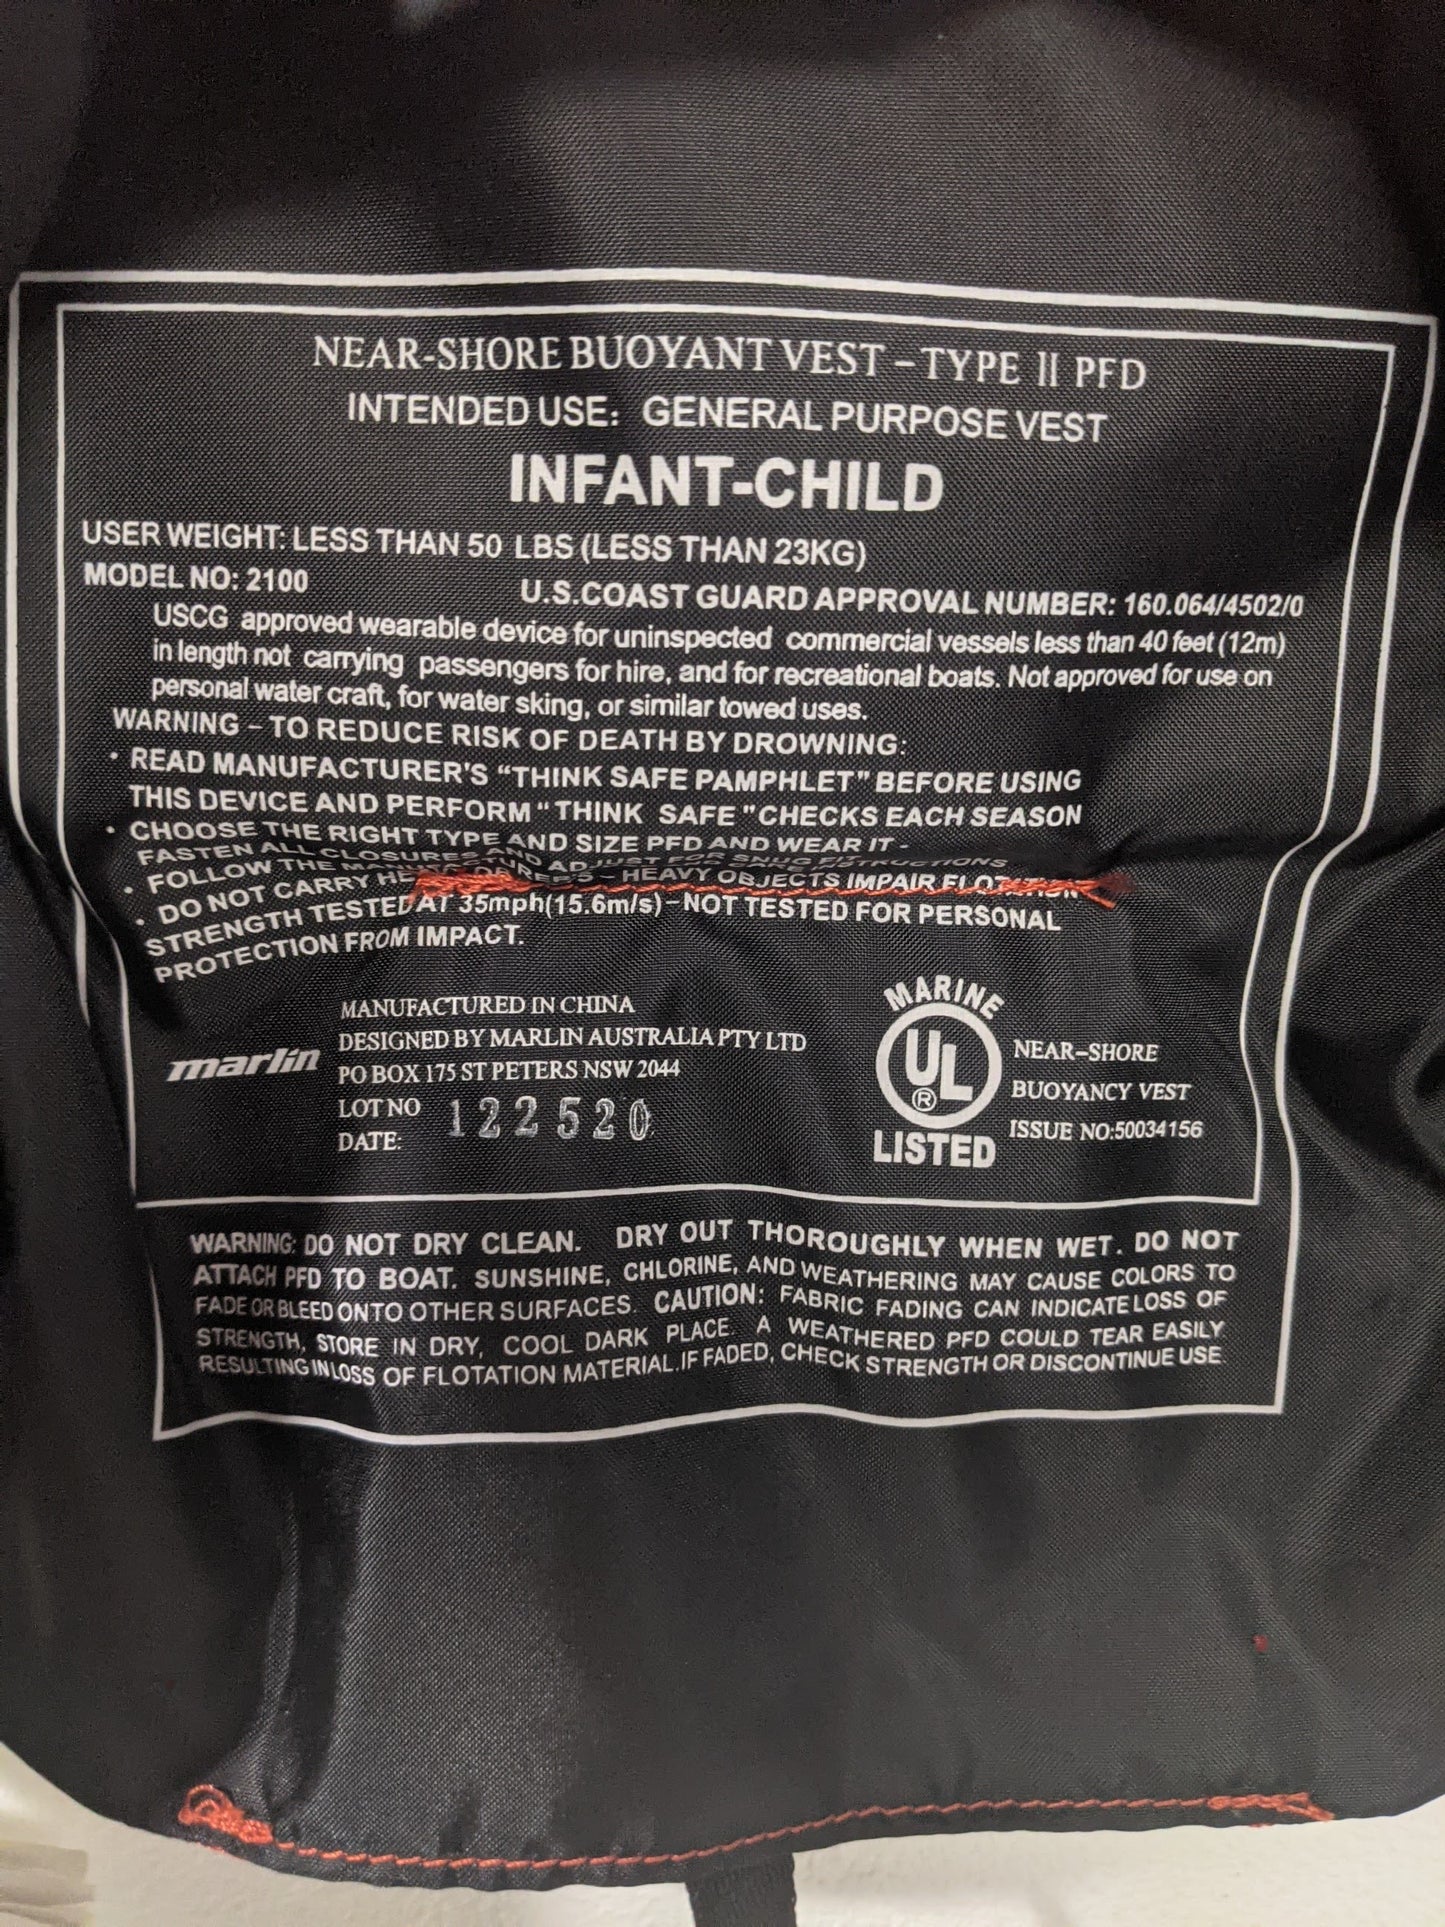 NEAR-SHORE BUOYANT VEST – TYPE II PFD
INTENDED USE: GENERAL PURPOSE VEST
INFANT-CHILD
USER WEIGHT: LESS THAN 50 LBS (LESS THAN 23KG)
MODEL NO: 2100 U.S.COAST GUARD APPROVAL NUMBER: 160.064/4502/0
USCG approved wearable device for uninspected commercial vessels less than 40 feet (12m)
in length not carrying passengers for hire, and for recreational boats. Not approved for use on
personal water craft, for water sking, or similar towed uses.
WARNING – TO REDUCE RISK OF DEATH BY DROWNING:
· READ MANUFACTURER'S "THINK SAFE PAMPHLET" BEFORE USING
THIS DEVICE AND PERFORM "THINK SAFE" CHECKS EACH SEASON
· CHOOSE THE RIGHT TYPE AND SIZE PFD AND WEAR IT -
FASTEN ALL CLOSURES AND ADJUST FOR SNUG FIT
· FOLLOW THE
· DO NOT CARRY HEAVY OBJECTS IMPAIR FLOTATION
STRENGTH TESTED AT 35mph(15.6m/s) – NOT TESTED FOR PERSONAL
PROTECTION FROM IMPACT.
marlin
MANUFACTURED IN CHINA
DESIGNED BY MARLIN AUSTRALIA PTY LTD
PO BOX 175 ST PETERS NSW 2044
LOT NO 122520
DATE:
MARINE
UL ®
LISTED
NEAR-SHORE
BUOYANCY VEST
ISSUE NO:50034156
WARNING: DO NOT DRY CLEAN. DRY OUT THOROUGHLY WHEN WET. DO NOT
ATTACH PFD TO BOAT. SUNSHINE, CHLORINE, AND WEATHERING MAY CAUSE COLORS TO
FADE OR BLEED ONTO OTHER SURFACES. CAUTION: FABRIC FADING CAN INDICATE LOSS OF
STRENGTH, STORE IN DRY, COOL DARK PLACE. A WEATHERED PFD COULD TEAR EASILY
RESULTING IN LOSS OF FLOTATION MATERIAL. IF FADED, CHECK STRENGTH OR DISCONTINUE USE.